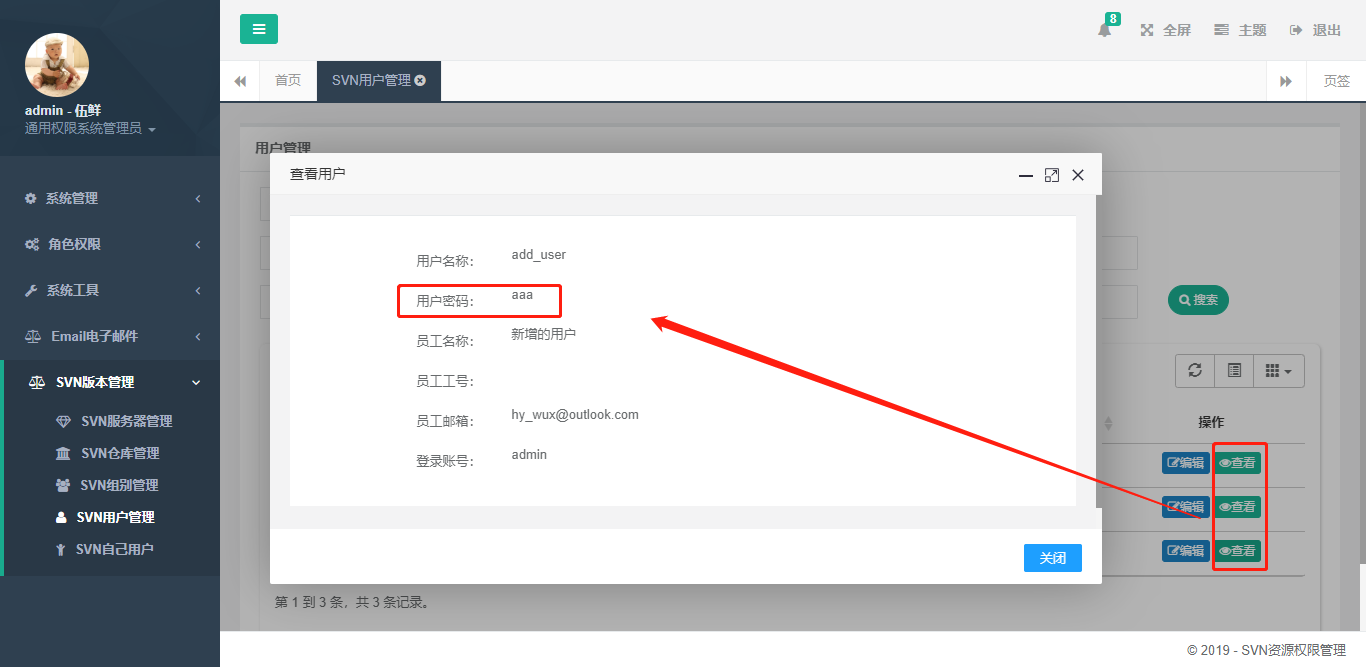 8
全屏
主题
退出
首页
SVN用户管理
页签
admin - 伍鲜
通用权限系统管理员
系统管理
角色权限
系统工具
Email电子邮件
SVN版本管理
SVN服务器管理
SVN仓库管理
SVN组别管理
SVN用户管理
SVN自己用户
用户管理
查看用户
用户名称: add_user
用户密码: aaa
员工名称: 新增的用户
员工工号:
员工邮箱: hy_wux@outlook.com
登录账号: admin
关闭
搜索
操作
编辑 查看
编辑 查看
编辑 查看
第 1 到 3 条，共 3 条记录。
© 2019 - SVN资源权限管理